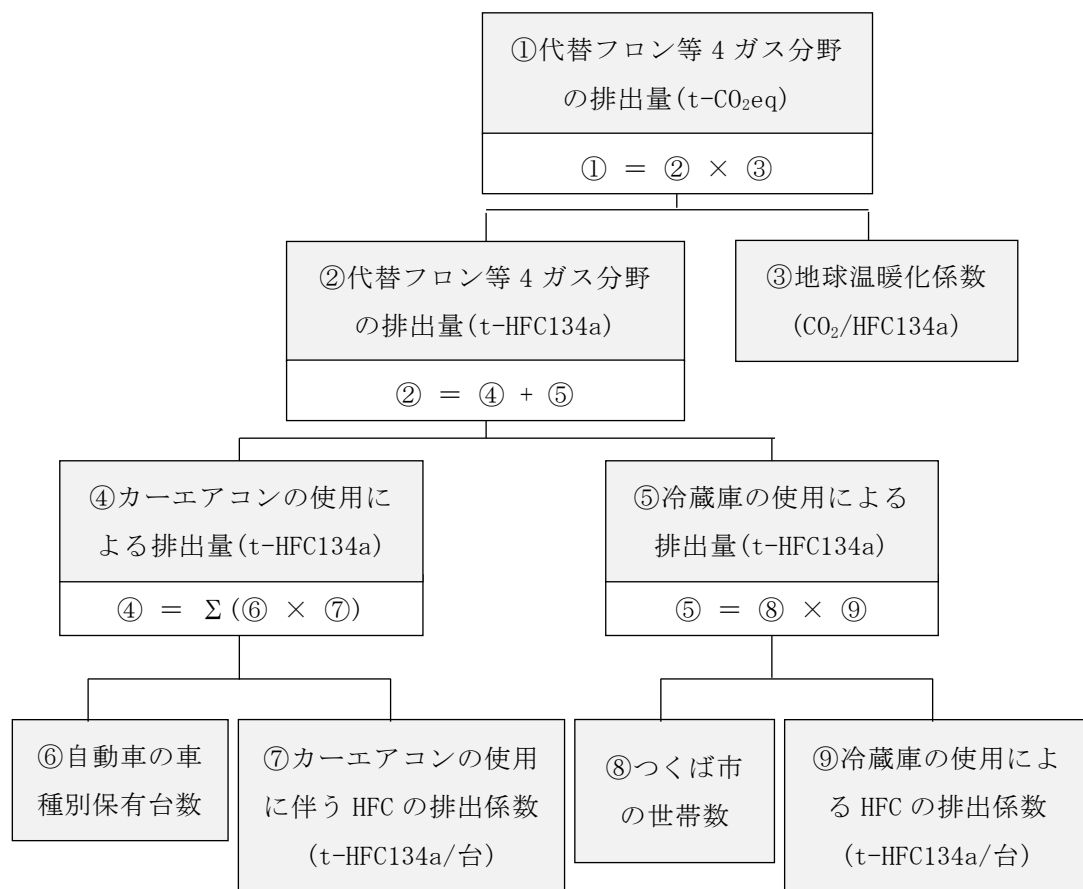 ①代替フロン等 4 ガス分野
の排出量(t-CO₂eq)
① = ② × ③
②代替フロン等 4 ガス分野
の排出量(t-HFC134a)
② = ④ + ⑤
③地球温暖化係数
(CO₂/HFC134a)
④カーエアコンの使用に
よる排出量(t-HFC134a)
④ = Σ(⑥ × ⑦)
⑤冷蔵庫の使用による
排出量(t-HFC134a)
⑤ = ⑧ × ⑨
⑥自動車の車
種別保有台数
⑦カーエアコンの使用
に伴う HFC の排出係数
(t-HFC134a/台)
⑧つくば市
の世帯数
⑨冷蔵庫の使用によ
る HFC の排出係数
(t-HFC134a/台)